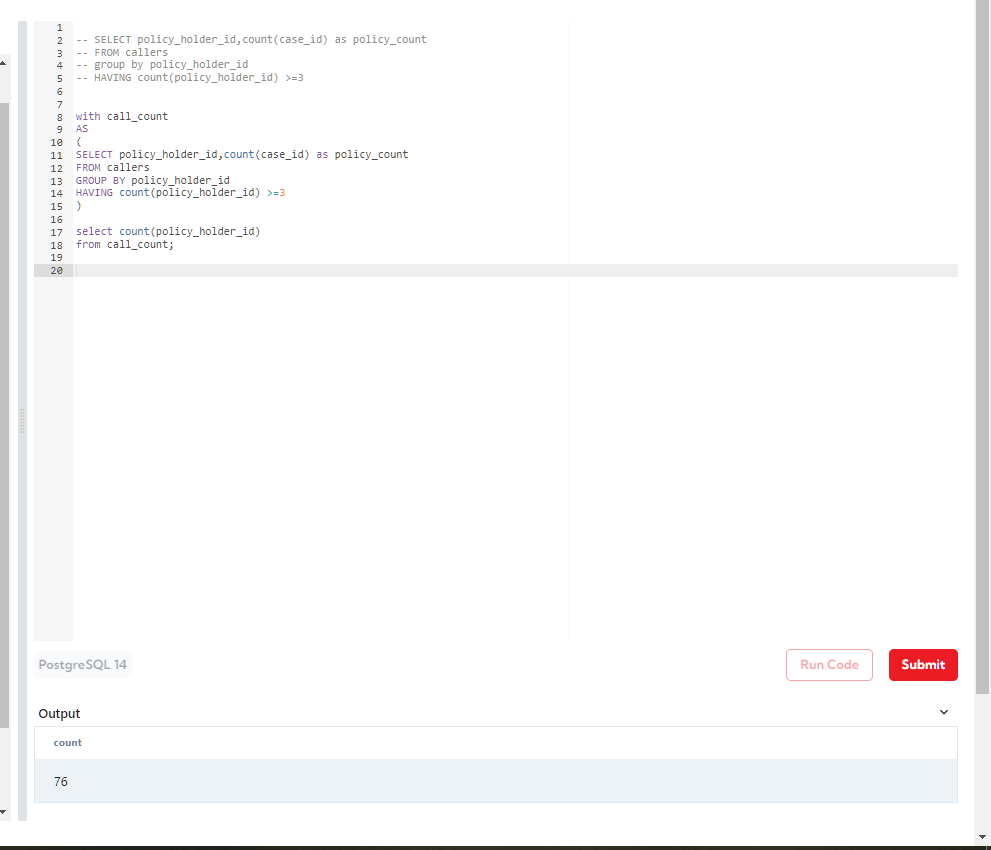 1
2 -- SELECT policy_holder_id,count(case_id) as policy_count
3 -- FROM callers
4 -- group by policy_holder_id
5 -- HAVING count(policy_holder_id) >=3
6
7
8 with call_count
9 AS
10 (
11 SELECT policy_holder_id,count(case_id) as policy_count
12 FROM callers
13 GROUP BY policy_holder_id
14 HAVING count(policy_holder_id) >=3
15 )
16
17 select count(policy_holder_id)
18 from call_count;
19
20
PostgreSQL 14 Run Code Submit
Output
count
76